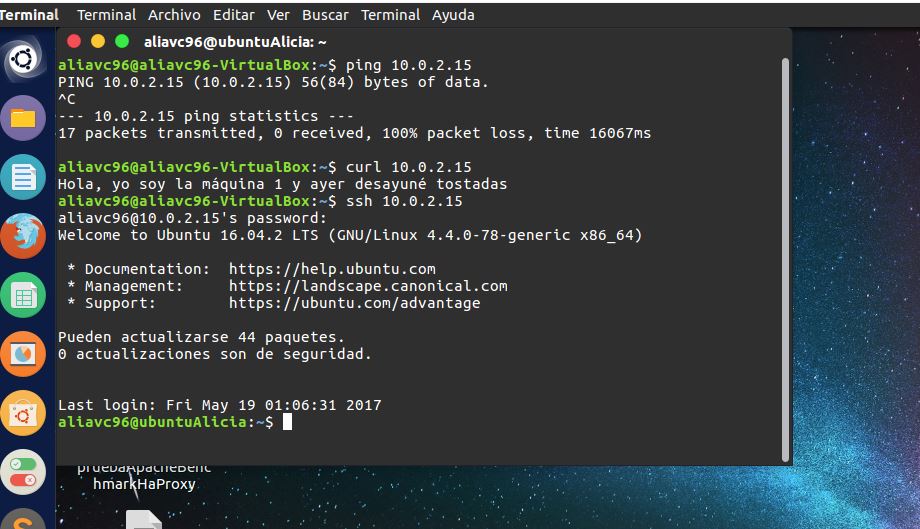 Terminal Terminal Archivo Editar Ver Buscar Terminal Ayuda
aliavc96@ubuntuAlicia: ~
aliavc96@aliavc96-VirtualBox:~$ ping 10.0.2.15
PING 10.0.2.15 (10.0.2.15) 56(84) bytes of data.
^C
--- 10.0.2.15 ping statistics ---
17 packets transmitted, 0 received, 100% packet loss, time 16067ms
aliavc96@aliavc96-VirtualBox:~$ curl 10.0.2.15
Hola, yo soy la máquina 1 y ayer desayuné tostadas
aliavc96@aliavc96-VirtualBox:~$ ssh 10.0.2.15
aliavc96@10.0.2.15's password:
Welcome to Ubuntu 16.04.2 LTS (GNU/Linux 4.4.0-78-generic x86_64)
* Documentation: https://help.ubuntu.com
* Management: https://landscape.canonical.com
* Support: https://ubuntu.com/advantage
Pueden actualizarse 44 paquetes.
0 actualizaciones son de seguridad.
Last login: Fri May 19 01:06:31 2017
aliavc96@ubuntuAlicia:~$
pruebaApacheBenc
hmarkHaProxy